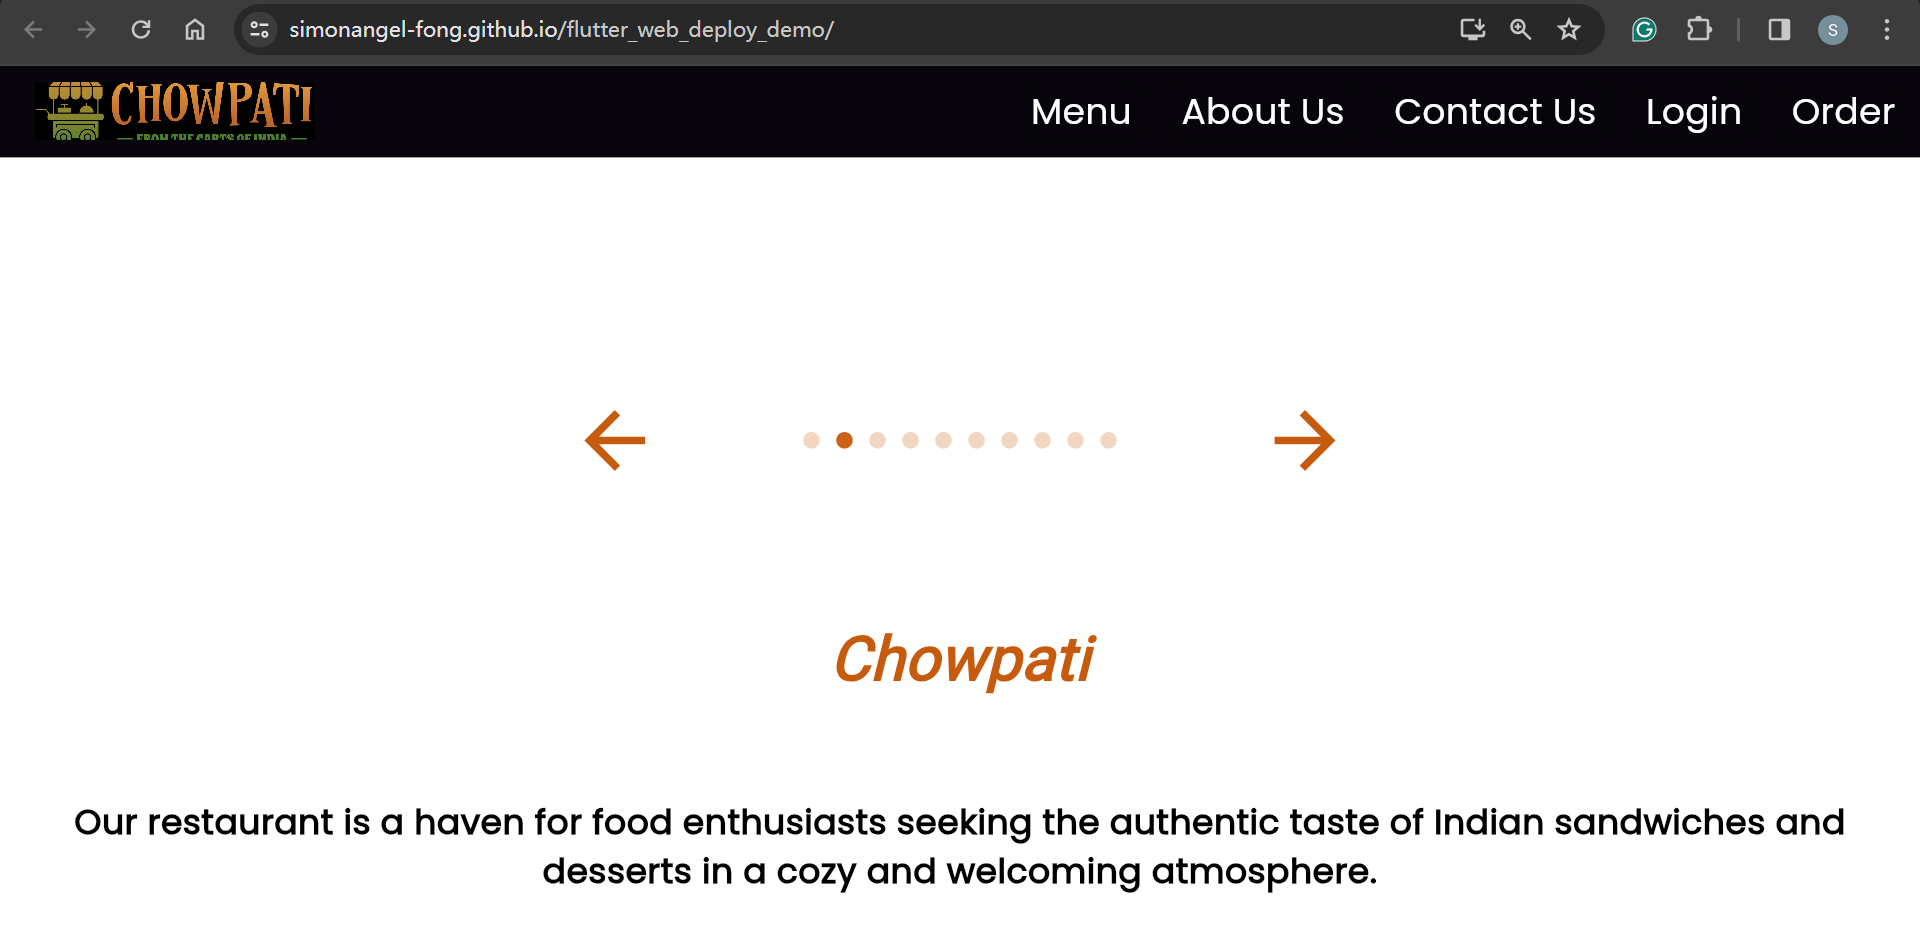 simonangel-fong.github.io/flutter_web_deploy_demo/
S
CHOWPATI
FROM THE CARTS OF INDIA
Menu About Us Contact Us Login Order
Chowpati
Our restaurant is a haven for food enthusiasts seeking the authentic taste of Indian sandwiches and
desserts in a cozy and welcoming atmosphere.